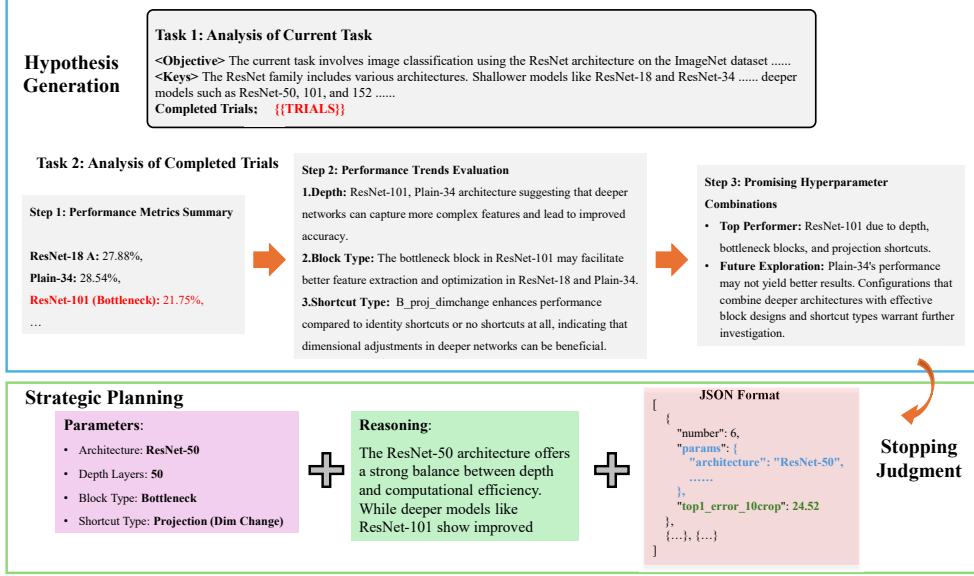 Hypothesis
Generation
Task 1: Analysis of Current Task
<Objective> The current task involves image classification using the ResNet architecture on the ImageNet dataset ......
<Keys> The ResNet family includes various architectures. Shallower models like ResNet-18 and ResNet-34 ...... deeper
models such as ResNet-50, 101, and 152 ......
Completed Trials: {{TRIALS}}
Task 2: Analysis of Completed Trials
Step 1: Performance Metrics Summary
ResNet-18 A: 27.88%,
Plain-34: 28.54%,
ResNet-101 (Bottleneck): 21.75%,
…
Step 2: Performance Trends Evaluation
1.Depth: ResNet-101, Plain-34 architecture suggesting that deeper
networks can capture more complex features and lead to improved
accuracy.
2.Block Type: The bottleneck block in ResNet-101 may facilitate
better feature extraction and optimization in ResNet-18 and Plain-34.
3.Shortcut Type: B_proj_dimchange enhances performance
compared to identity shortcuts or no shortcuts at all, indicating that
dimensional adjustments in deeper networks can be beneficial.
Step 3: Promising Hyperparameter
Combinations
• Top Performer: ResNet-101 due to depth,
bottleneck blocks, and projection shortcuts.
• Future Exploration: Plain-34's performance
may not yield better results. Configurations that
combine deeper architectures with effective
block designs and shortcut types warrant further
investigation.
Strategic Planning
Parameters:
• Architecture: ResNet-50
• Depth Layers: 50
• Block Type: Bottleneck
• Shortcut Type: Projection (Dim Change)
Reasoning:
The ResNet-50 architecture offers
a strong balance between depth
and computational efficiency.
While deeper models like
ResNet-101 show improved
JSON Format
[
{
"number": 6,
"params": {
"architecture": "ResNet-50",
......
},
"top1_error_10crop": 24.52
},
{...}, {...}
]
Stopping
Judgment